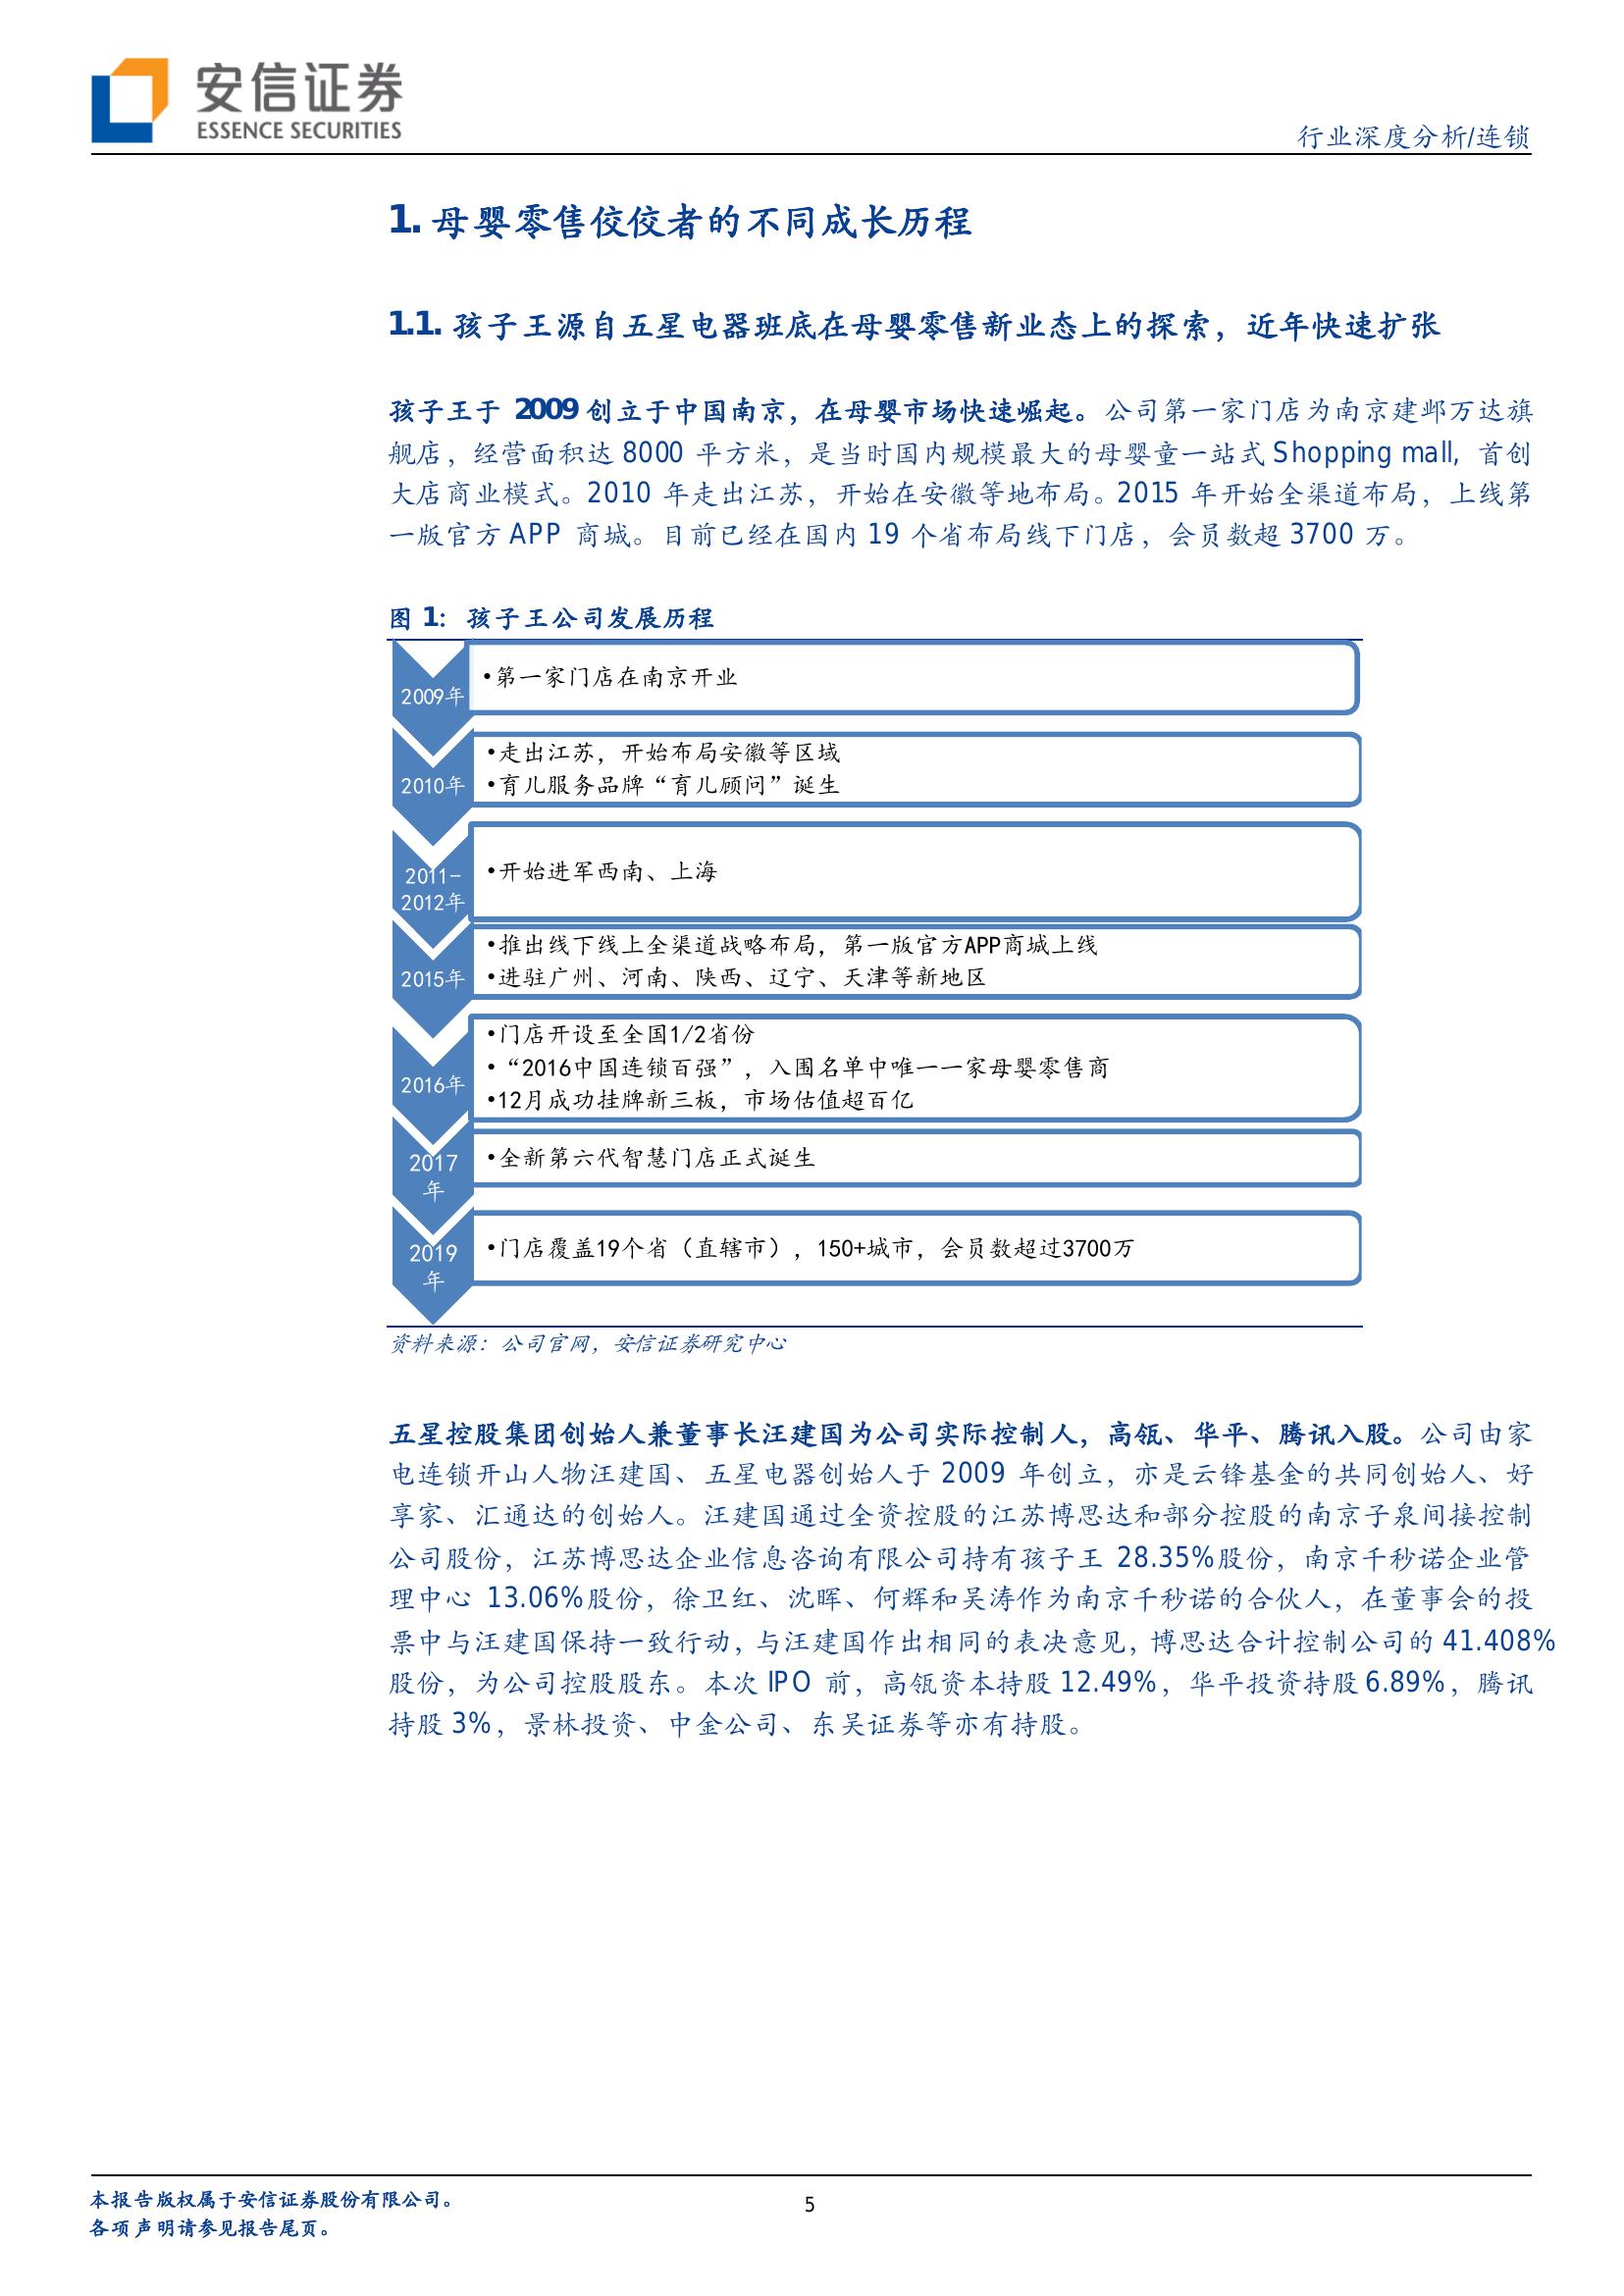 安信证券
ESSENCE SECURITIES
行业深度分析/连锁
1. 母婴零售佼佼者的不同成长历程
1.1. 孩子王源自五星电器班底在母婴零售新业态上的探索，近年快速扩张
孩子王于 2009 创立于中国南京，在母婴市场快速崛起。公司第一家门店为南京建邺万达旗
舰店，经营面积达 8000 平方米，是当时国内规模最大的母婴童一站式 Shopping mall，首创
大店商业模式。2010 年走出江苏，开始在安徽等地布局。2015 年开始全渠道布局，上线第
一版官方 APP 商城。目前已经在国内 19 个省布局线下门店，会员数超 3700 万。
图 1：孩子王公司发展历程
2009年
•第一家门店在南京开业
2010年
•走出江苏，开始布局安徽等区域
•育儿服务品牌“育儿顾问”诞生
2011-
2012年
•开始进军西南、上海
2015年
•推出线下线上全渠道战略布局，第一版官方APP商城上线
•进驻广州、河南、陕西、辽宁、天津等新地区
2016年
•门店开设至全国1/2省份
•“2016中国连锁百强”，入围名单中唯一一家母婴零售商
•12月成功挂牌新三板，市场估值超百亿
2017
年
•全新第六代智慧门店正式诞生
2019
年
•门店覆盖19个省（直辖市），150+城市，会员数超过3700万
资料来源：公司官网，安信证券研究中心
五星控股集团创始人兼董事长汪建国为公司实际控制人，高瓴、华平、腾讯入股。公司由家
电连锁开山人物汪建国、五星电器创始人于 2009 年创立，亦是云锋基金的共同创始人、好
享家、汇通达的创始人。汪建国通过全资控股的江苏博思达和部分控股的南京子泉间接控制
公司股份，江苏博思达企业信息咨询有限公司持有孩子王 28.35%股份，南京千秒诺企业管
理中心 13.06%股份，徐卫红、沈晖、何辉和吴涛作为南京千秒诺的合伙人，在董事会的投
票中与汪建国保持一致行动，与汪建国作出相同的表决意见，博思达合计控制公司的 41.408%
股份，为公司控股股东。本次 IPO 前，高瓴资本持股 12.49%，华平投资持股 6.89%，腾讯
持股 3%，景林投资、中金公司、东吴证券等亦有持股。
本报告版权属于安信证券股份有限公司。
各项声明请参见报告尾页。
5